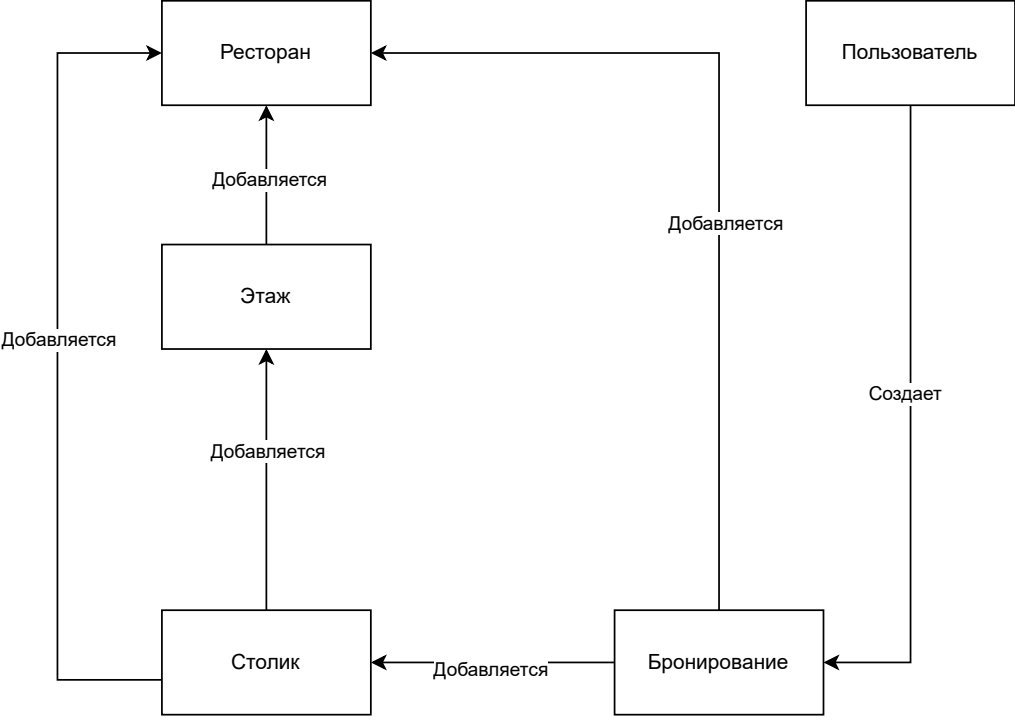 Ресторан
Пользователь
Добавляется
Добавляется
Этаж
Добавляется
Создает
Добавляется
Столик
Добавляется
Бронирование